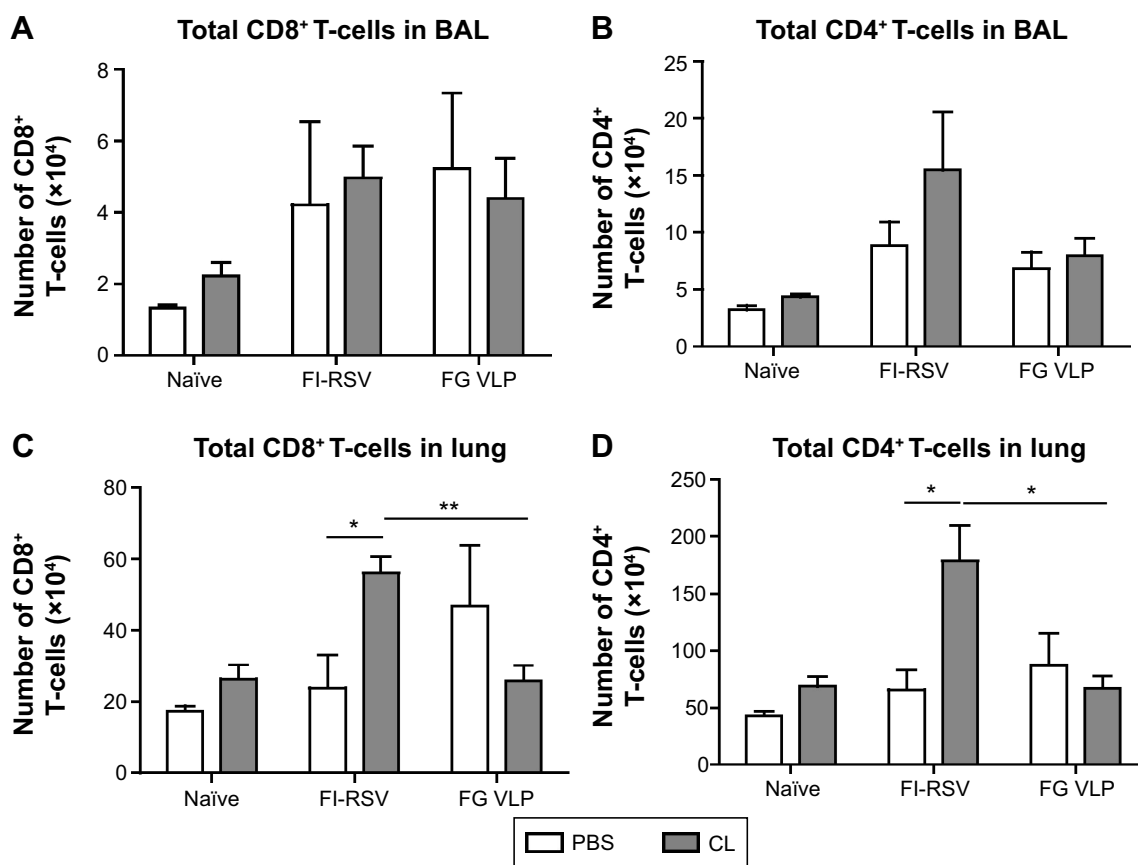 A
Total CD8⁺ T-cells in BAL
Number of CD8⁺
T-cells (×10⁴)
8
6
4
2
0
Naïve FI-RSV FG VLP
B
Total CD4⁺ T-cells in BAL
Number of CD4⁺
T-cells (×10⁴)
25
20
15
10
5
0
Naïve FI-RSV FG VLP
C
Total CD8⁺ T-cells in lung
Number of CD8⁺
T-cells (×10⁴)
80
60
40
20
0
* **
Naïve FI-RSV FG VLP
D
Total CD4⁺ T-cells in lung
Number of CD4⁺
T-cells (×10⁴)
250
200
150
100
50
0
* *
Naïve FI-RSV FG VLP
PBS CL